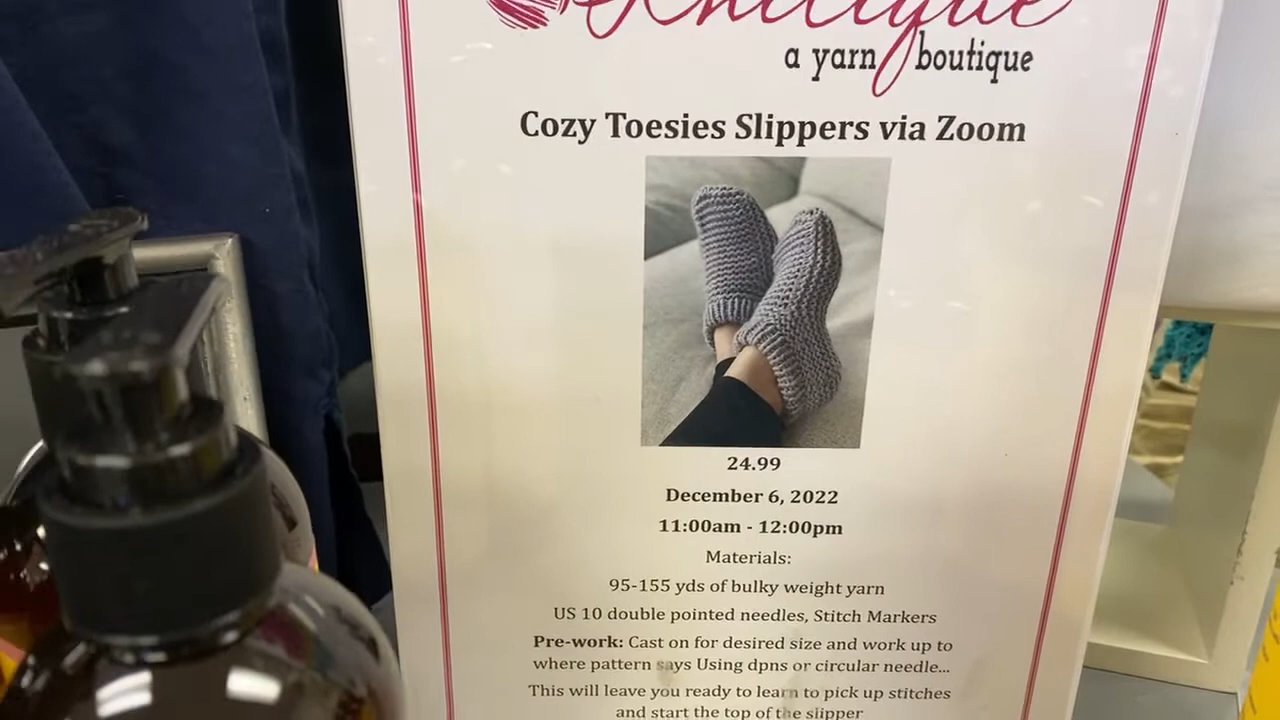 Knitique
a yarn boutique
Cozy Toesies Slippers via Zoom
24.99
December 6, 2022
11:00am - 12:00pm
Materials:
95-155 yds of bulky weight yarn
US 10 double pointed needles, Stitch Markers
Pre-work: Cast on for desired size and work up to
where pattern says Using dpns or circular needle...
This will leave you ready to learn to pick up stitches
and start the top of the slipper